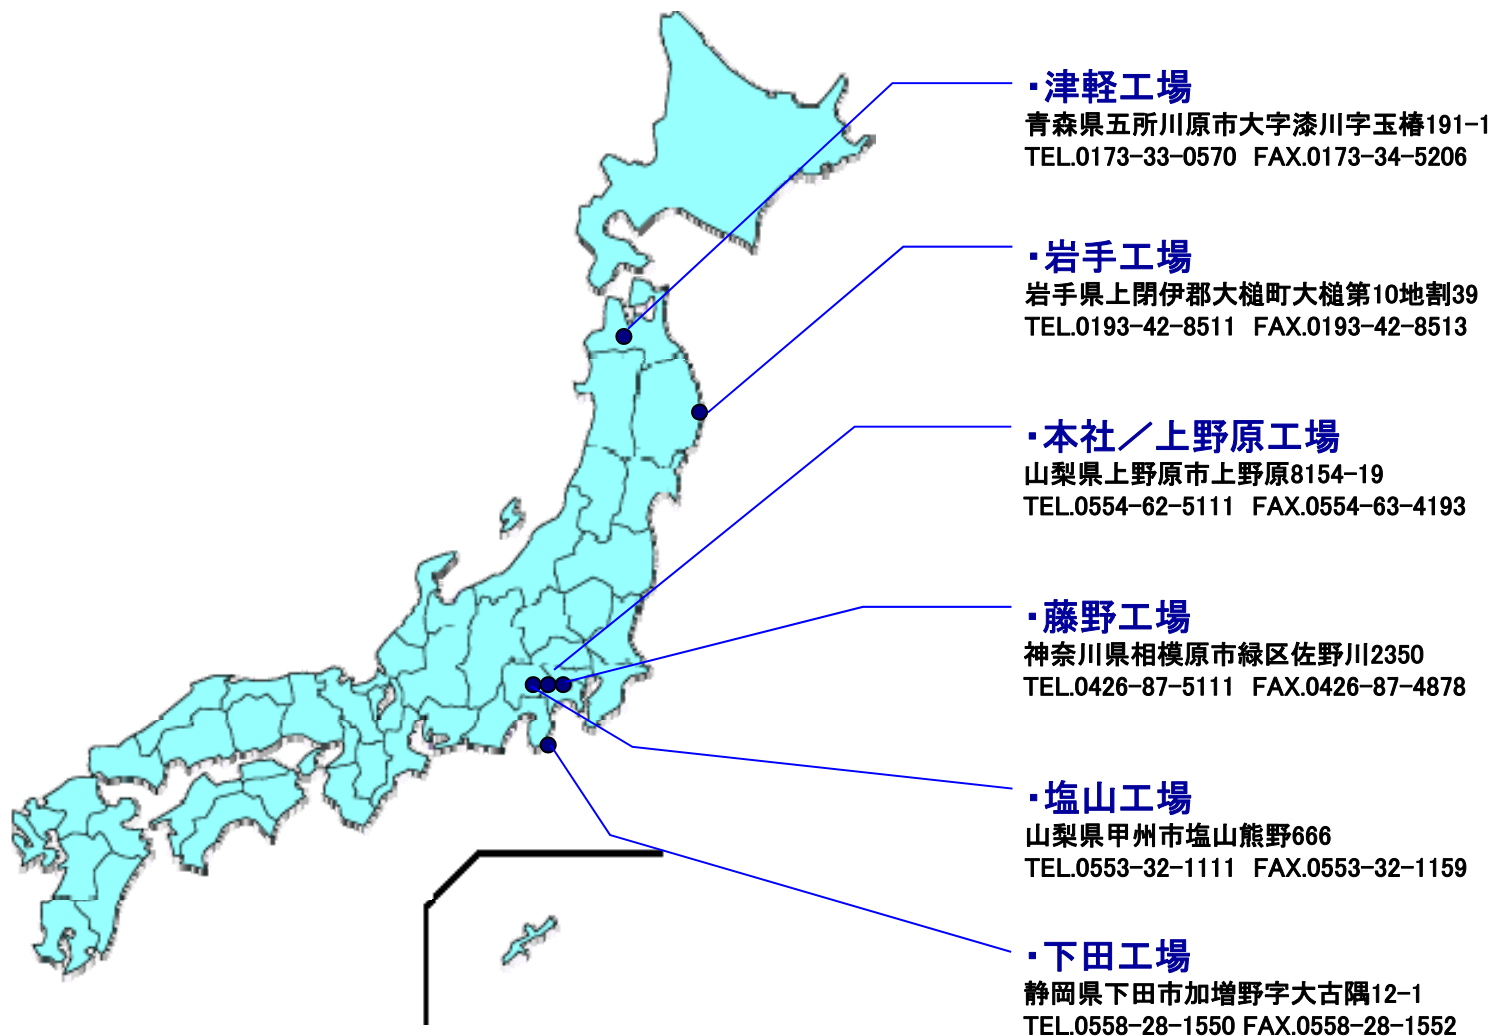 ・津軽工場
青森県五所川原市大字漆川字玉椿191-1
TEL.0173-33-0570 FAX.0173-34-5206
・岩手工場
岩手県上閉伊郡大槌町大槌第10地割39
TEL.0193-42-8511 FAX.0193-42-8513
・本社／上野原工場
山梨県上野原市上野原8154-19
TEL.0554-62-5111 FAX.0554-63-4193
・藤野工場
神奈川県相模原市緑区佐野川2350
TEL.0426-87-5111 FAX.0426-87-4878
・塩山工場
山梨県甲州市塩山熊野666
TEL.0553-32-1111 FAX.0553-32-1159
・下田工場
静岡県下田市加増野字大古隅12-1
TEL.0558-28-1550 FAX.0558-28-1552